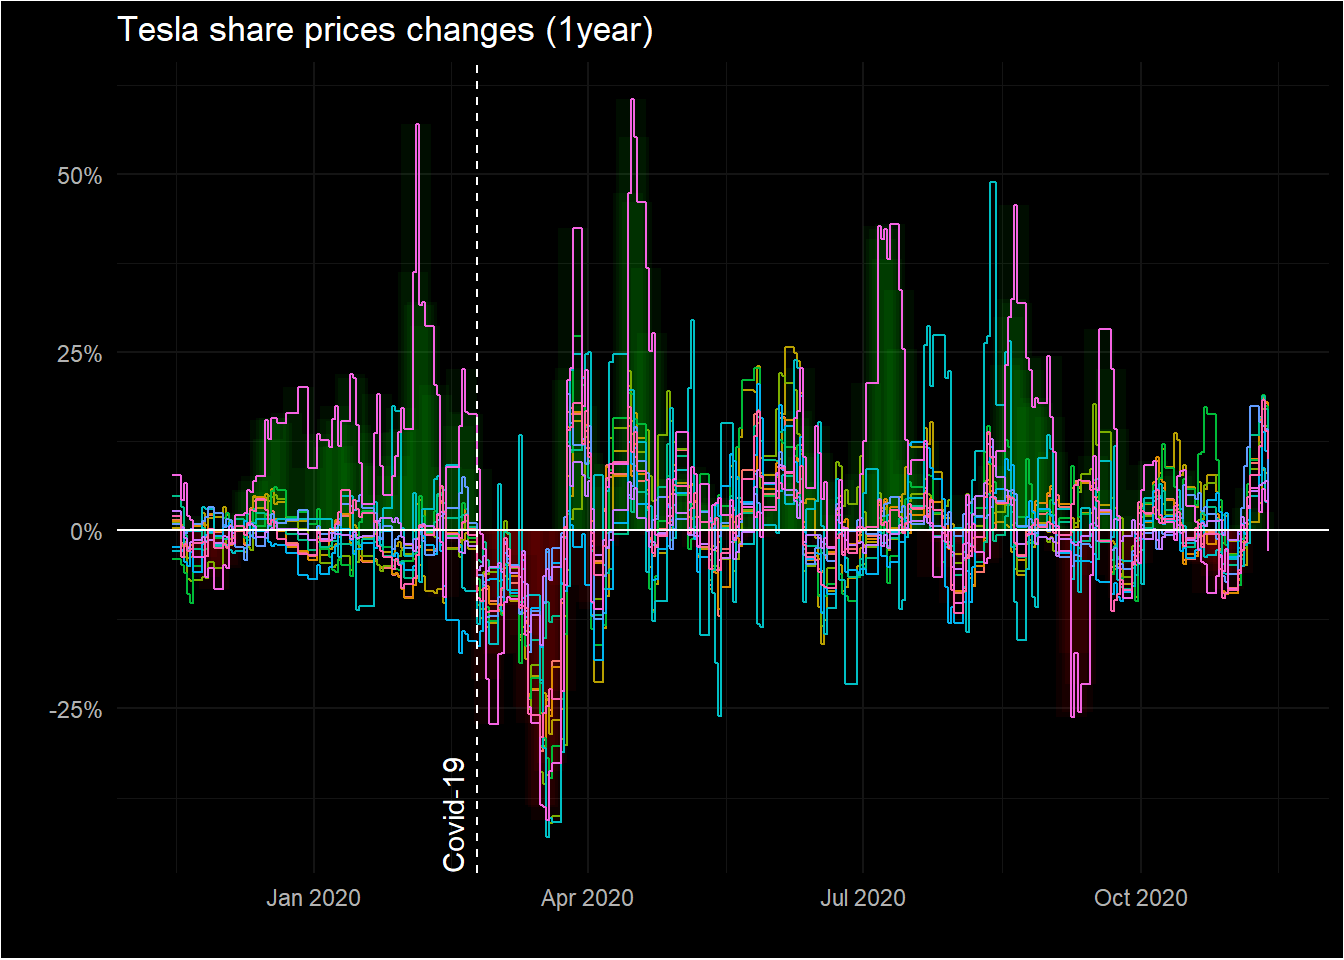 Tesla share prices changes (1year)
50%
25%
0%
-25%
Covid-19
Jan 2020
Apr 2020
Jul 2020
Oct 2020